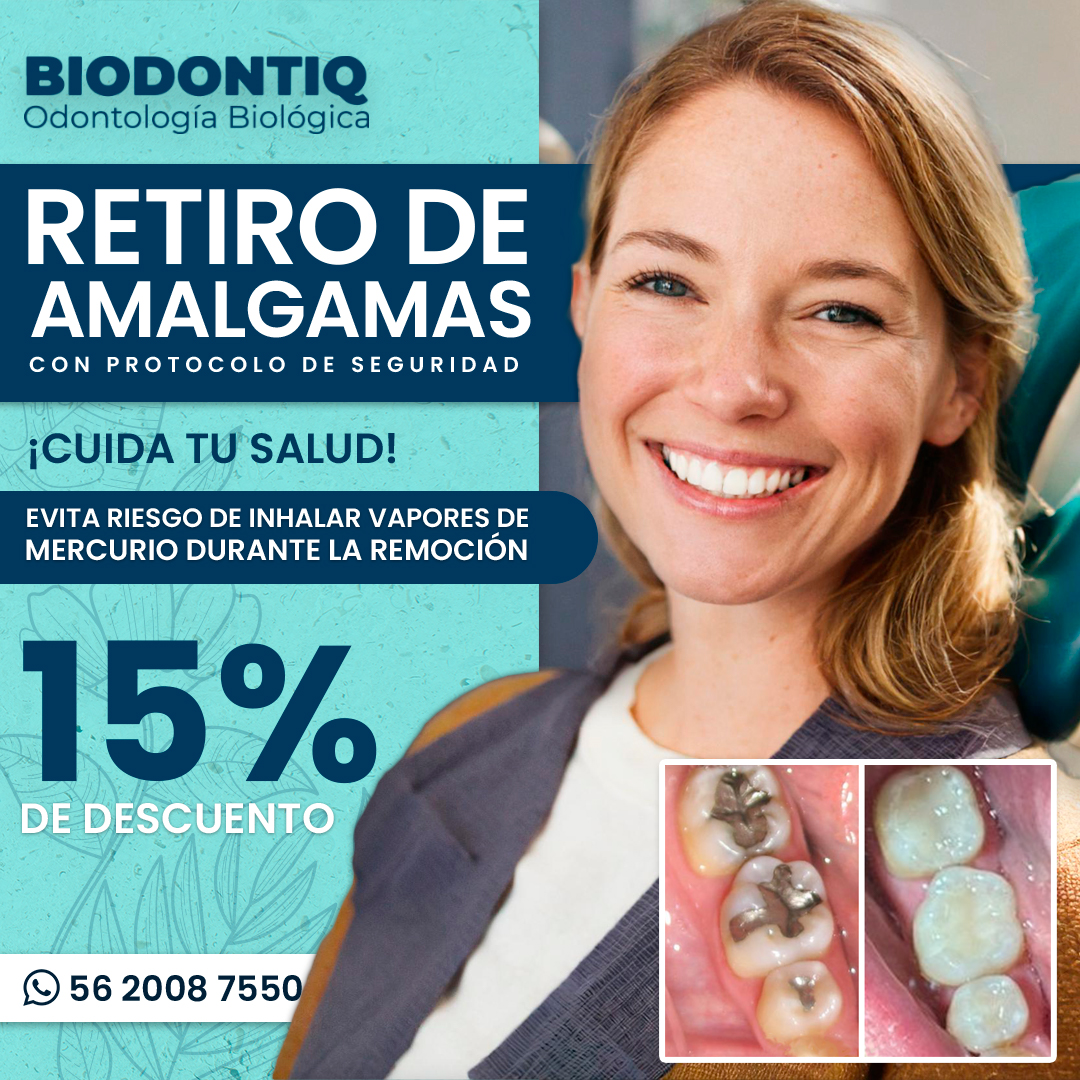 BIODONTIQ
Odontología Biológica
RETIRO DE
AMALGAMAS
CON PROTOCOLO DE SEGURIDAD
¡CUIDA TU SALUD!
EVITA RIESGO DE INHALAR VAPORES DE
MERCURIO DURANTE LA REMOCIÓN
15%
DE DESCUENTO
56 2008 7550